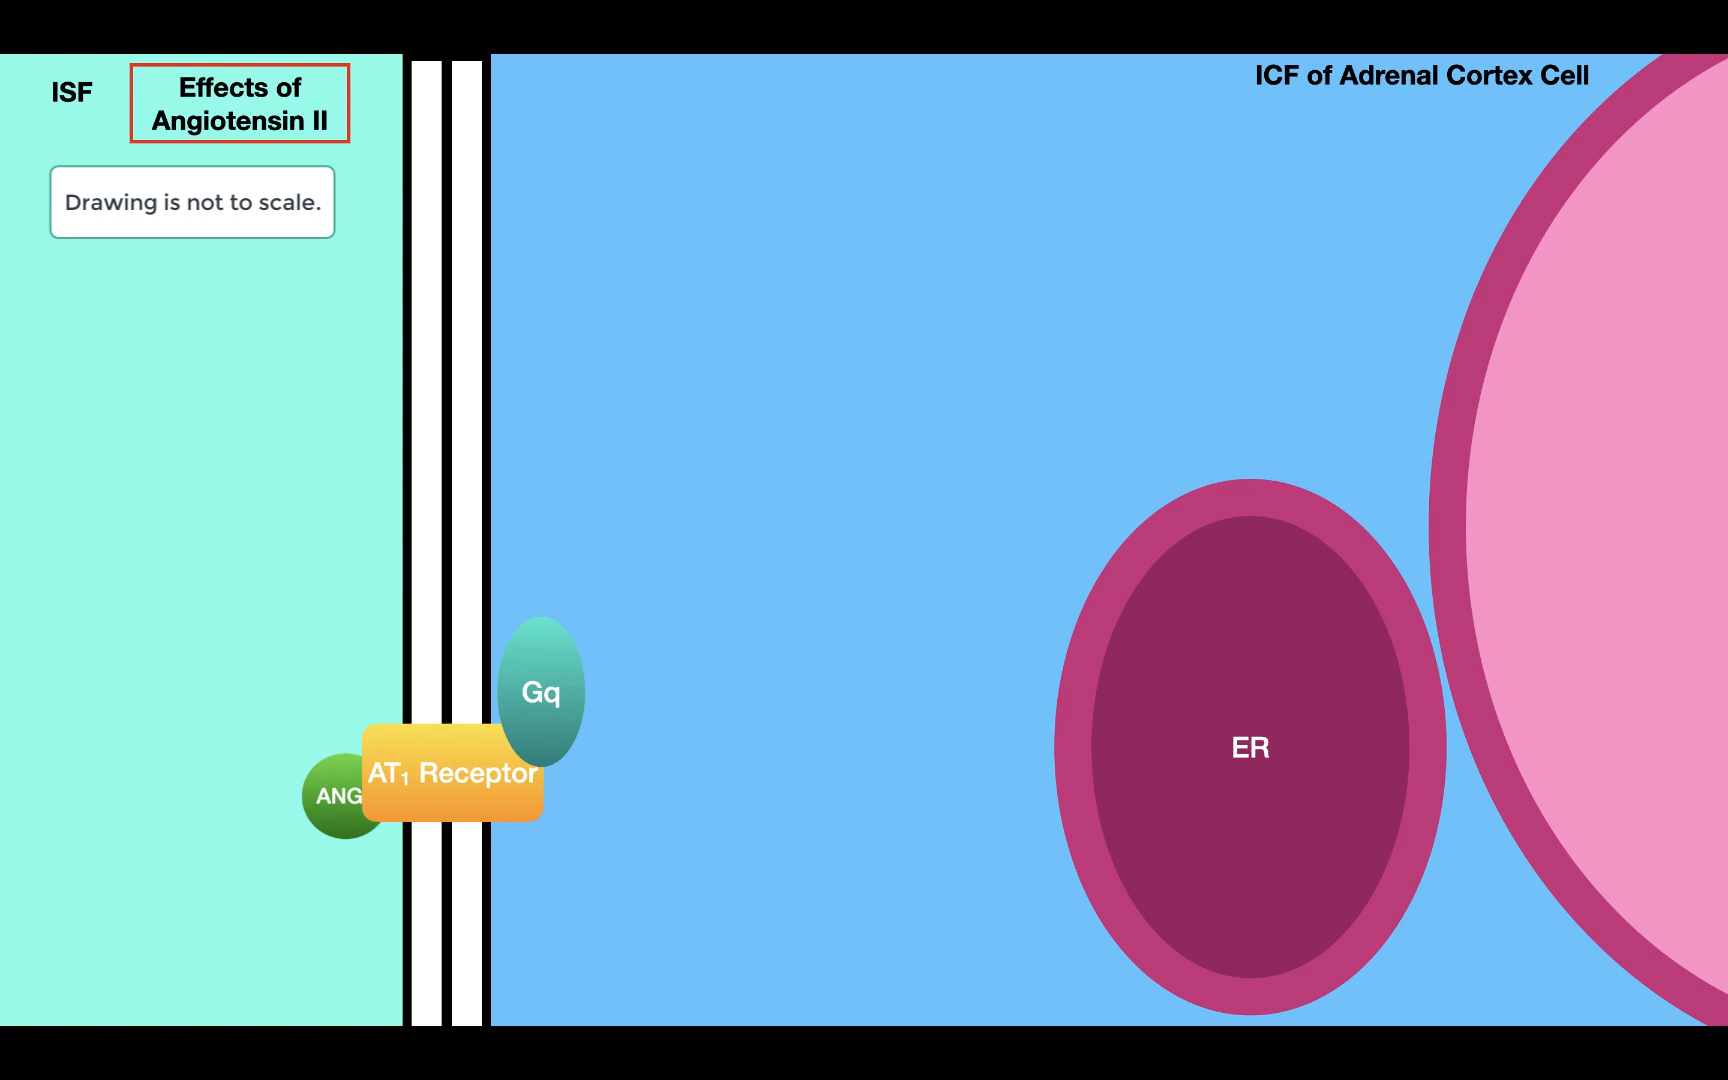 ISF
Effects of
Angiotensin II
ICF of Adrenal Cortex Cell
Drawing is not to scale.
Gq
AT₁ Receptor
ANG
ER